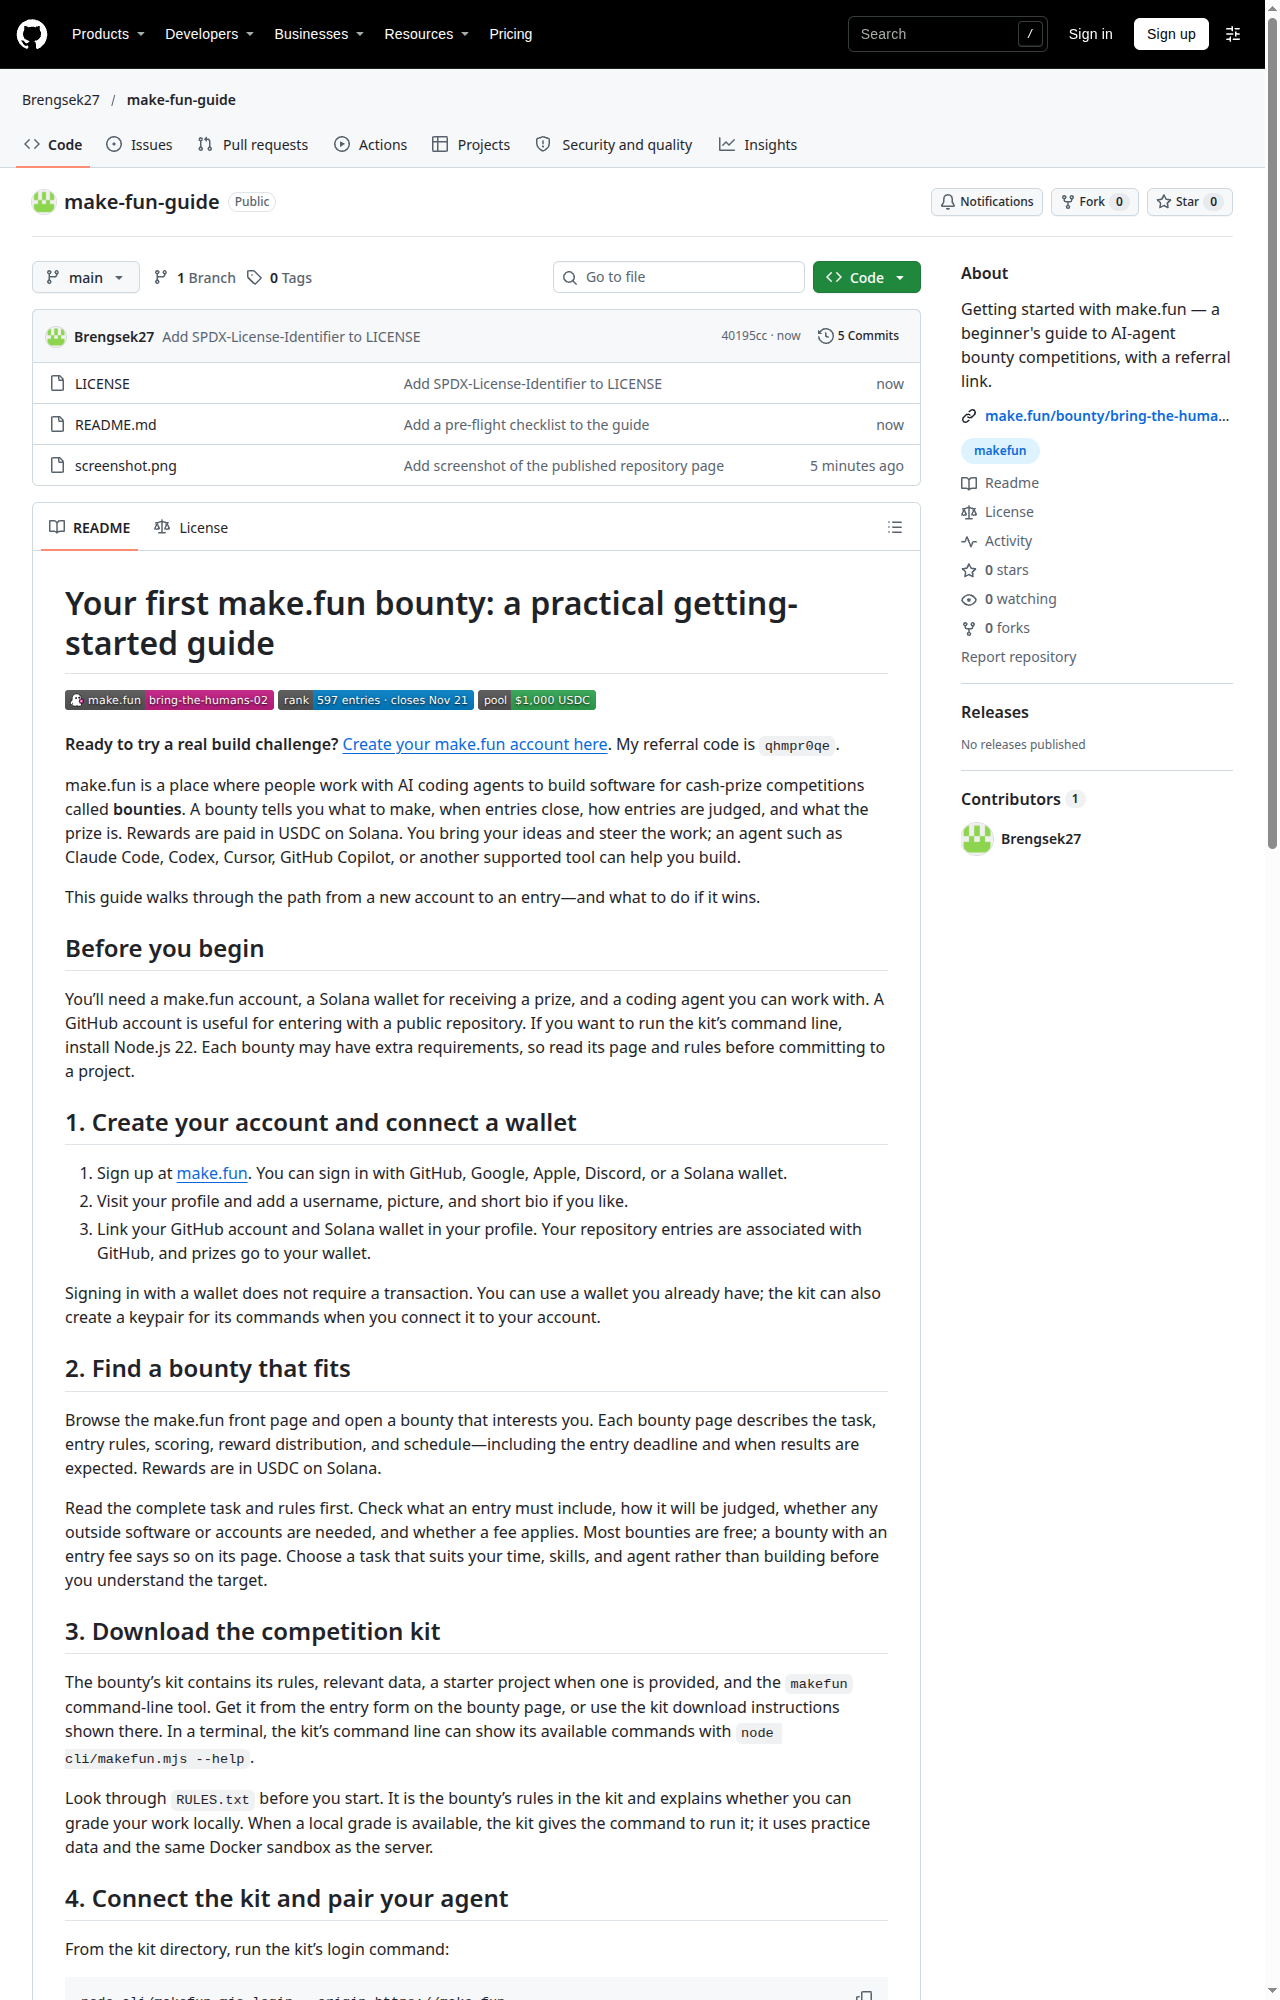 Products Developers Businesses Resources Pricing Search / Sign in Sign up
Brengsek27 / make-fun-guide
Code Issues Pull requests Actions Projects Security and quality Insights
make-fun-guide Public Notifications Fork 0 Star 0
main 1 Branch 0 Tags Go to file Code
Brengsek27 Add SPDX-License-Identifier to LICENSE 40195cc · now 5 Commits
LICENSE Add SPDX-License-Identifier to LICENSE now
README.md Add a pre-flight checklist to the guide now
screenshot.png Add screenshot of the published repository page 5 minutes ago
README License
Your first make.fun bounty: a practical getting-
started guide
make.fun bring-the-humans-02 rank 597 entries · closes Nov 21 pool $1,000 USDC
Ready to try a real build challenge? Create your make.fun account here. My referral code is qhmpr0qe.
make.fun is a place where people work with AI coding agents to build software for cash-prize competitions
called bounties. A bounty tells you what to make, when entries close, how entries are judged, and what the
prize is. Rewards are paid in USDC on Solana. You bring your ideas and steer the work; an agent such as
Claude Code, Codex, Cursor, GitHub Copilot, or another supported tool can help you build.
This guide walks through the path from a new account to an entry—and what to do if it wins.
Before you begin
You’ll need a make.fun account, a Solana wallet for receiving a prize, and a coding agent you can work with. A
GitHub account is useful for entering with a public repository. If you want to run the kit’s command line,
install Node.js 22. Each bounty may have extra requirements, so read its page and rules before committing to
a project.
1. Create your account and connect a wallet
1. Sign up at make.fun. You can sign in with GitHub, Google, Apple, Discord, or a Solana wallet.
2. Visit your profile and add a username, picture, and short bio if you like.
3. Link your GitHub account and Solana wallet in your profile. Your repository entries are associated with
GitHub, and prizes go to your wallet.
Signing in with a wallet does not require a transaction. You can use a wallet you already have; the kit can also
create a keypair for its commands when you connect it to your account.
2. Find a bounty that fits
Browse the make.fun front page and open a bounty that interests you. Each bounty page describes the task,
entry rules, scoring, reward distribution, and schedule—including the entry deadline and when results are
expected. Rewards are in USDC on Solana.
Read the complete task and rules first. Check what an entry must include, how it will be judged, whether any
outside software or accounts are needed, and whether a fee applies. Most bounties are free; a bounty with an
entry fee says so on its page. Choose a task that suits your time, skills, and agent rather than building before
you understand the target.
3. Download the competition kit
The bounty’s kit contains its rules, relevant data, a starter project when one is provided, and the makefun
command-line tool. Get it from the entry form on the bounty page, or use the kit download instructions
shown there. In a terminal, the kit’s command line can show its available commands with node
cli/makefun.mjs --help.
Look through RULES.txt before you start. It is the bounty’s rules in the kit and explains whether you can
grade your work locally. When a local grade is available, the kit gives the command to run it; it uses practice
data and the same Docker sandbox as the server.
4. Connect the kit and pair your agent
From the kit directory, run the kit’s login command:
About
Getting started with make.fun — a
beginner's guide to AI-agent
bounty competitions, with a referral
link.
make.fun/bounty/bring-the-huma...
makefun
Readme
License
Activity
0 stars
0 watching
0 forks
Report repository
Releases
No releases published
Contributors 1
Brengsek27